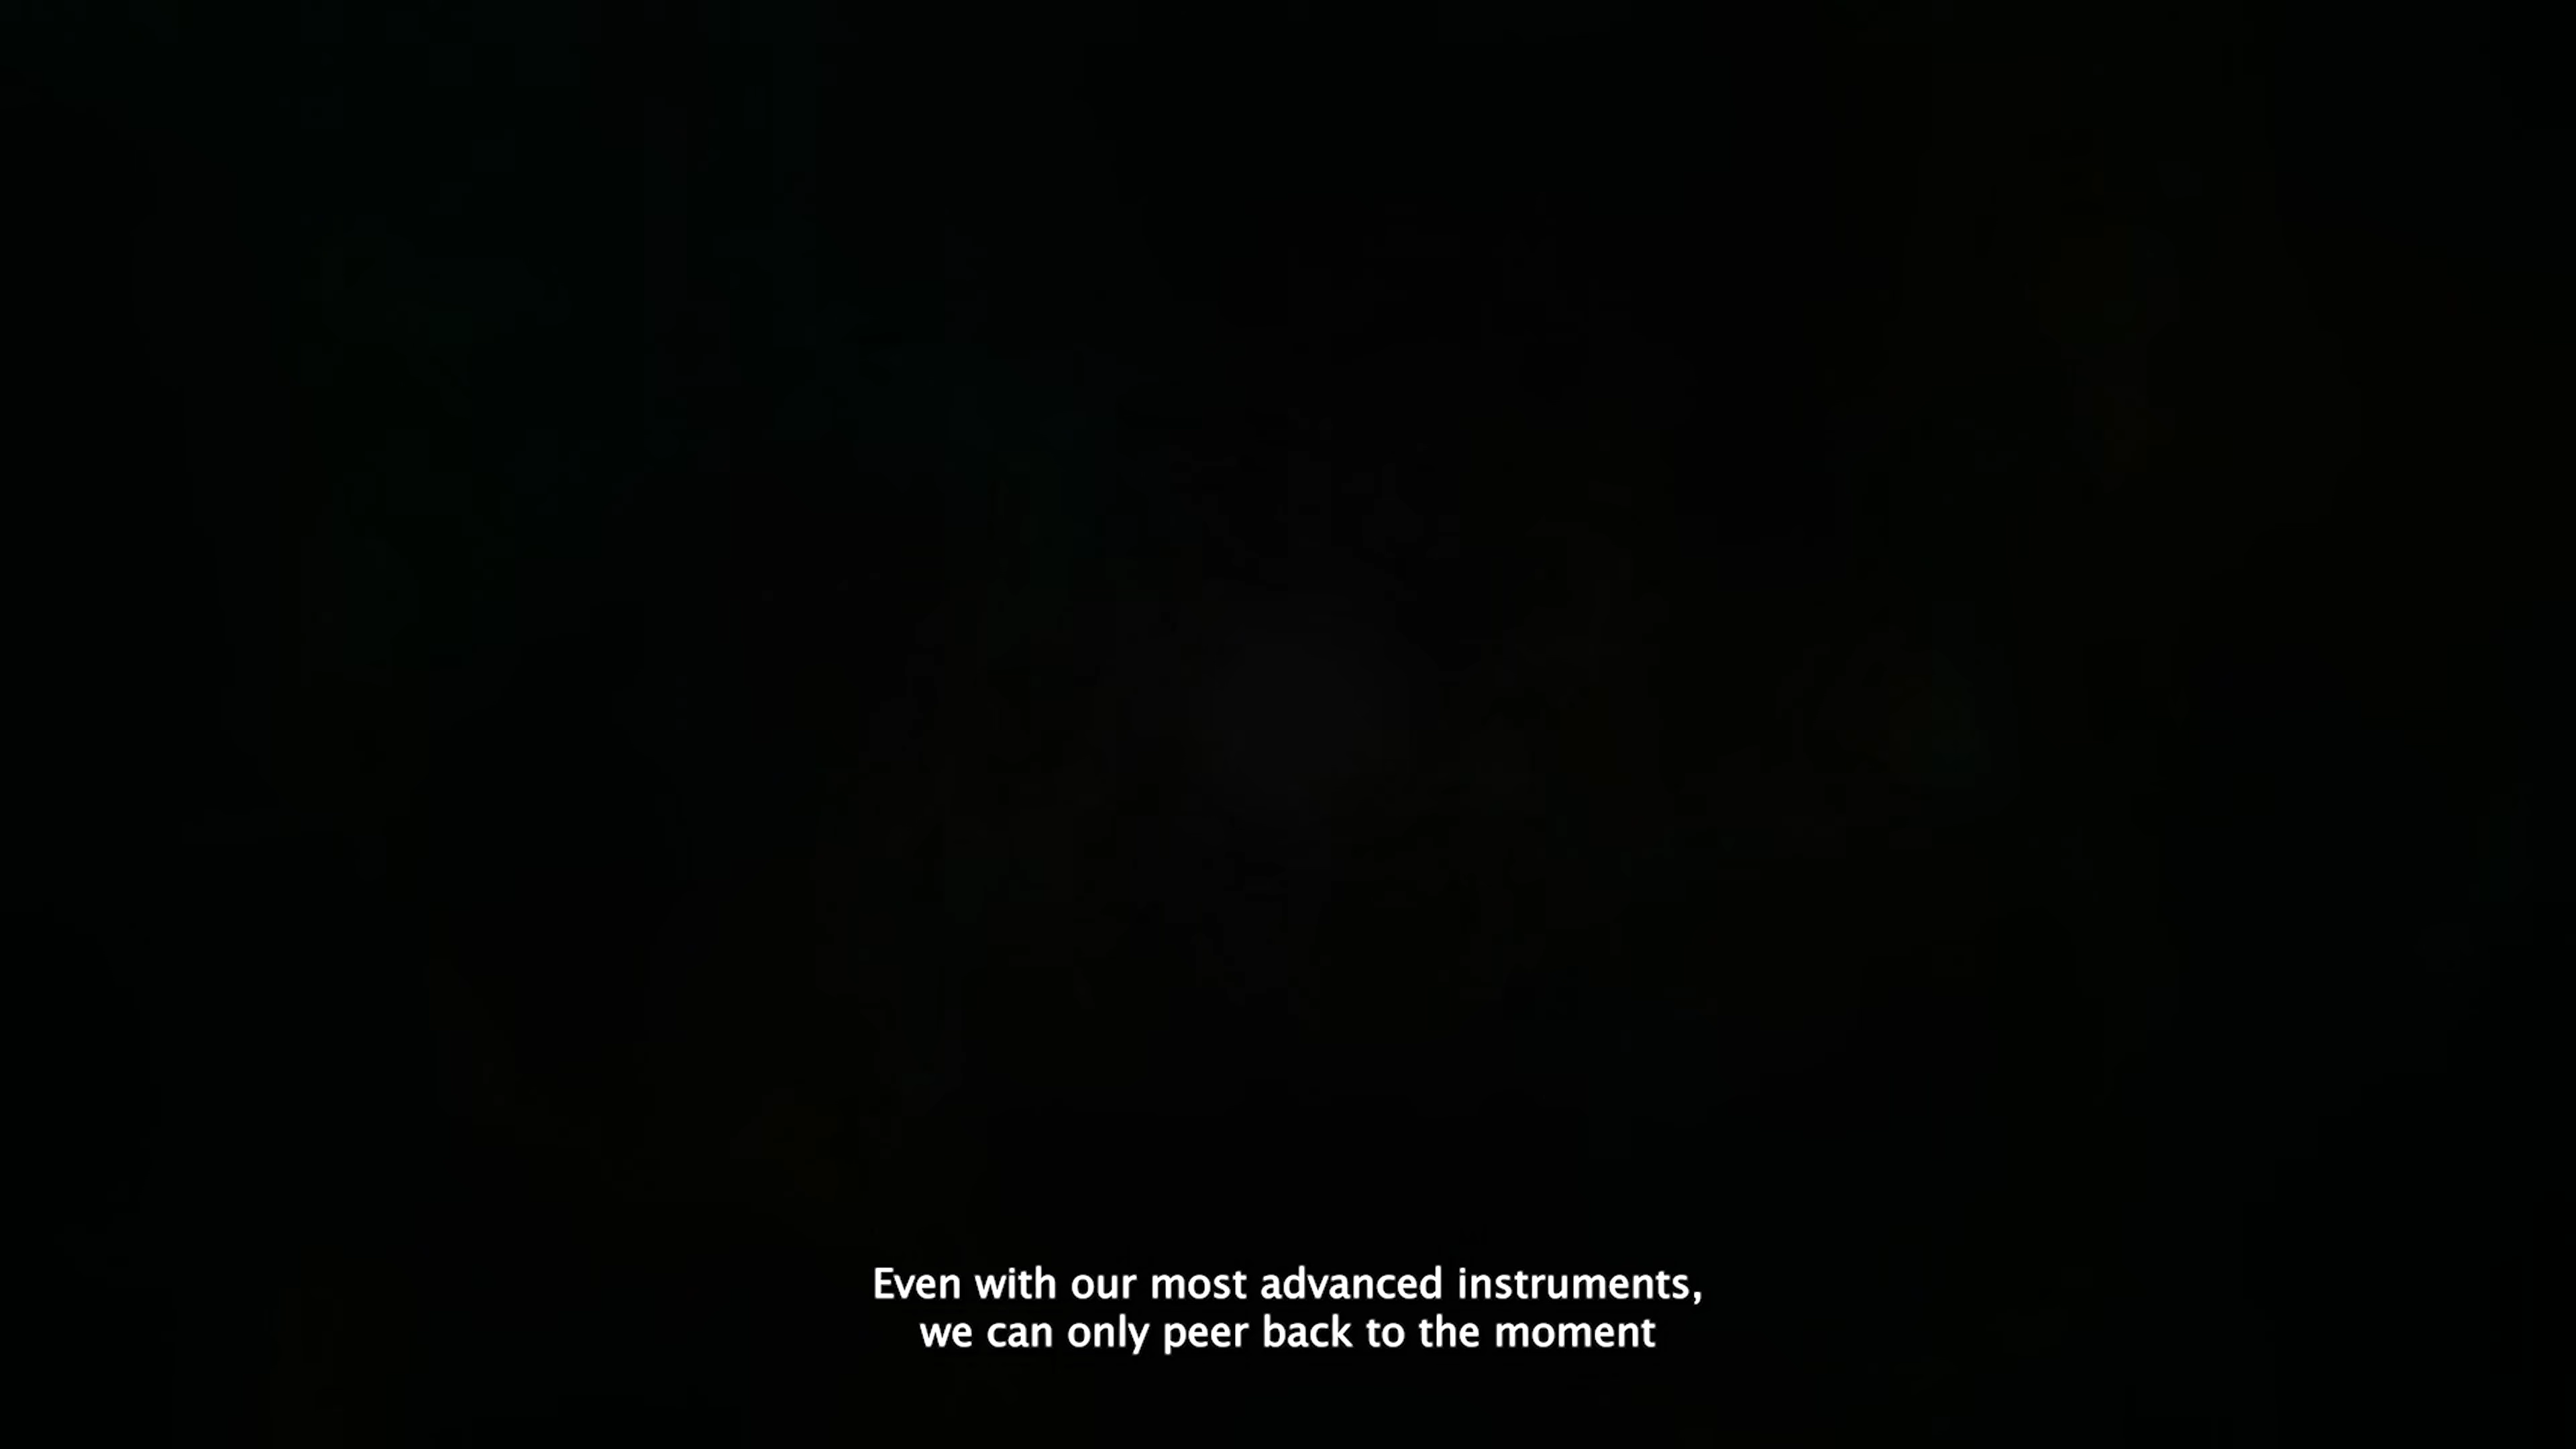 Even with our most advanced instruments,
we can only peer back to the moment